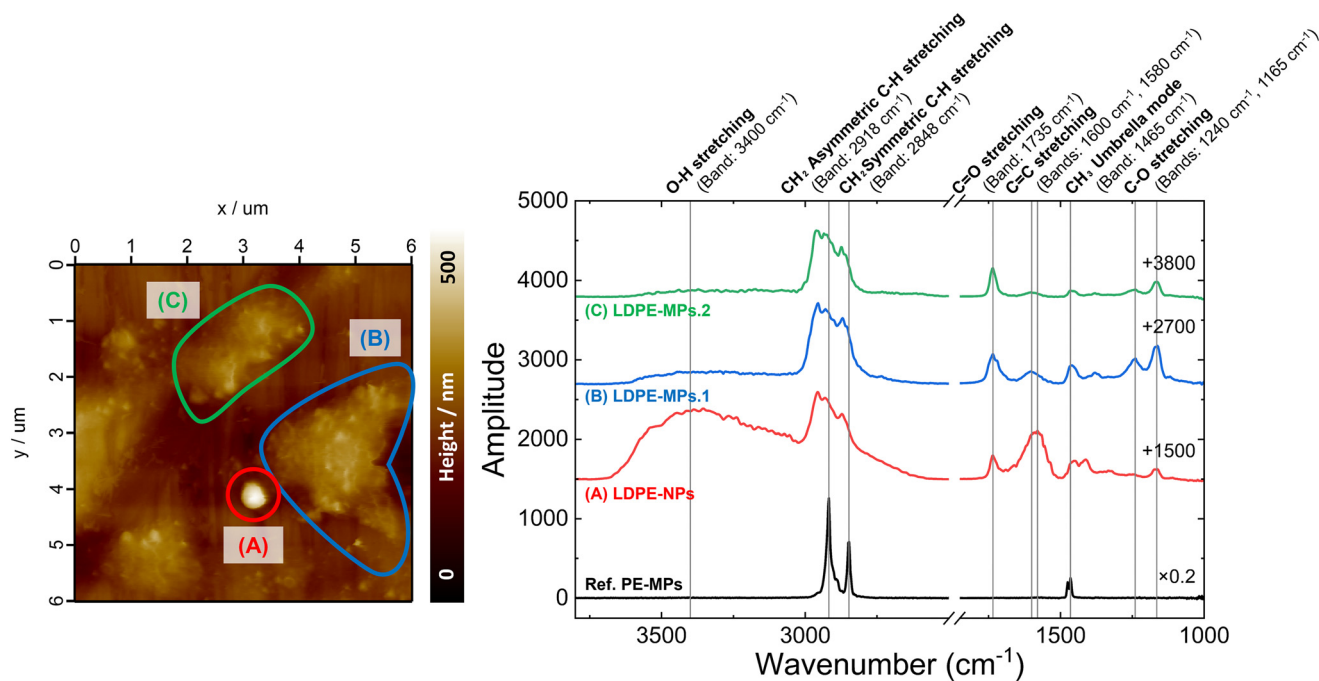 x / um
0 1 2 3 4 5 6
y / um
0
1
2
3
4
5
6
(C)
(B)
(A)
500
Height / nm
0
O-H stretching
(Band: 3400 cm⁻¹)
CH₂ Asymmetric C-H stretching
(Band: 2918 cm⁻¹)
CH₂Symmetric C-H stretching
(Band: 2848 cm⁻¹)
C=O stretching
(Band: 1735 cm⁻¹)
C=C stretching
(Bands: 1600 cm⁻¹, 1580 cm⁻¹)
CH₃ Umbrella mode
(Band: 1465 cm⁻¹)
C-O stretching
(Bands: 1240 cm⁻¹, 1165 cm⁻¹)
Amplitude
5000
4000
3000
2000
1000
0
+3800
(C) LDPE-MPs.2
+2700
(B) LDPE-MPs.1
+1500
(A) LDPE-NPs
Ref. PE-MPs
×0.2
3500 3000 1500 1000
Wavenumber (cm⁻¹)